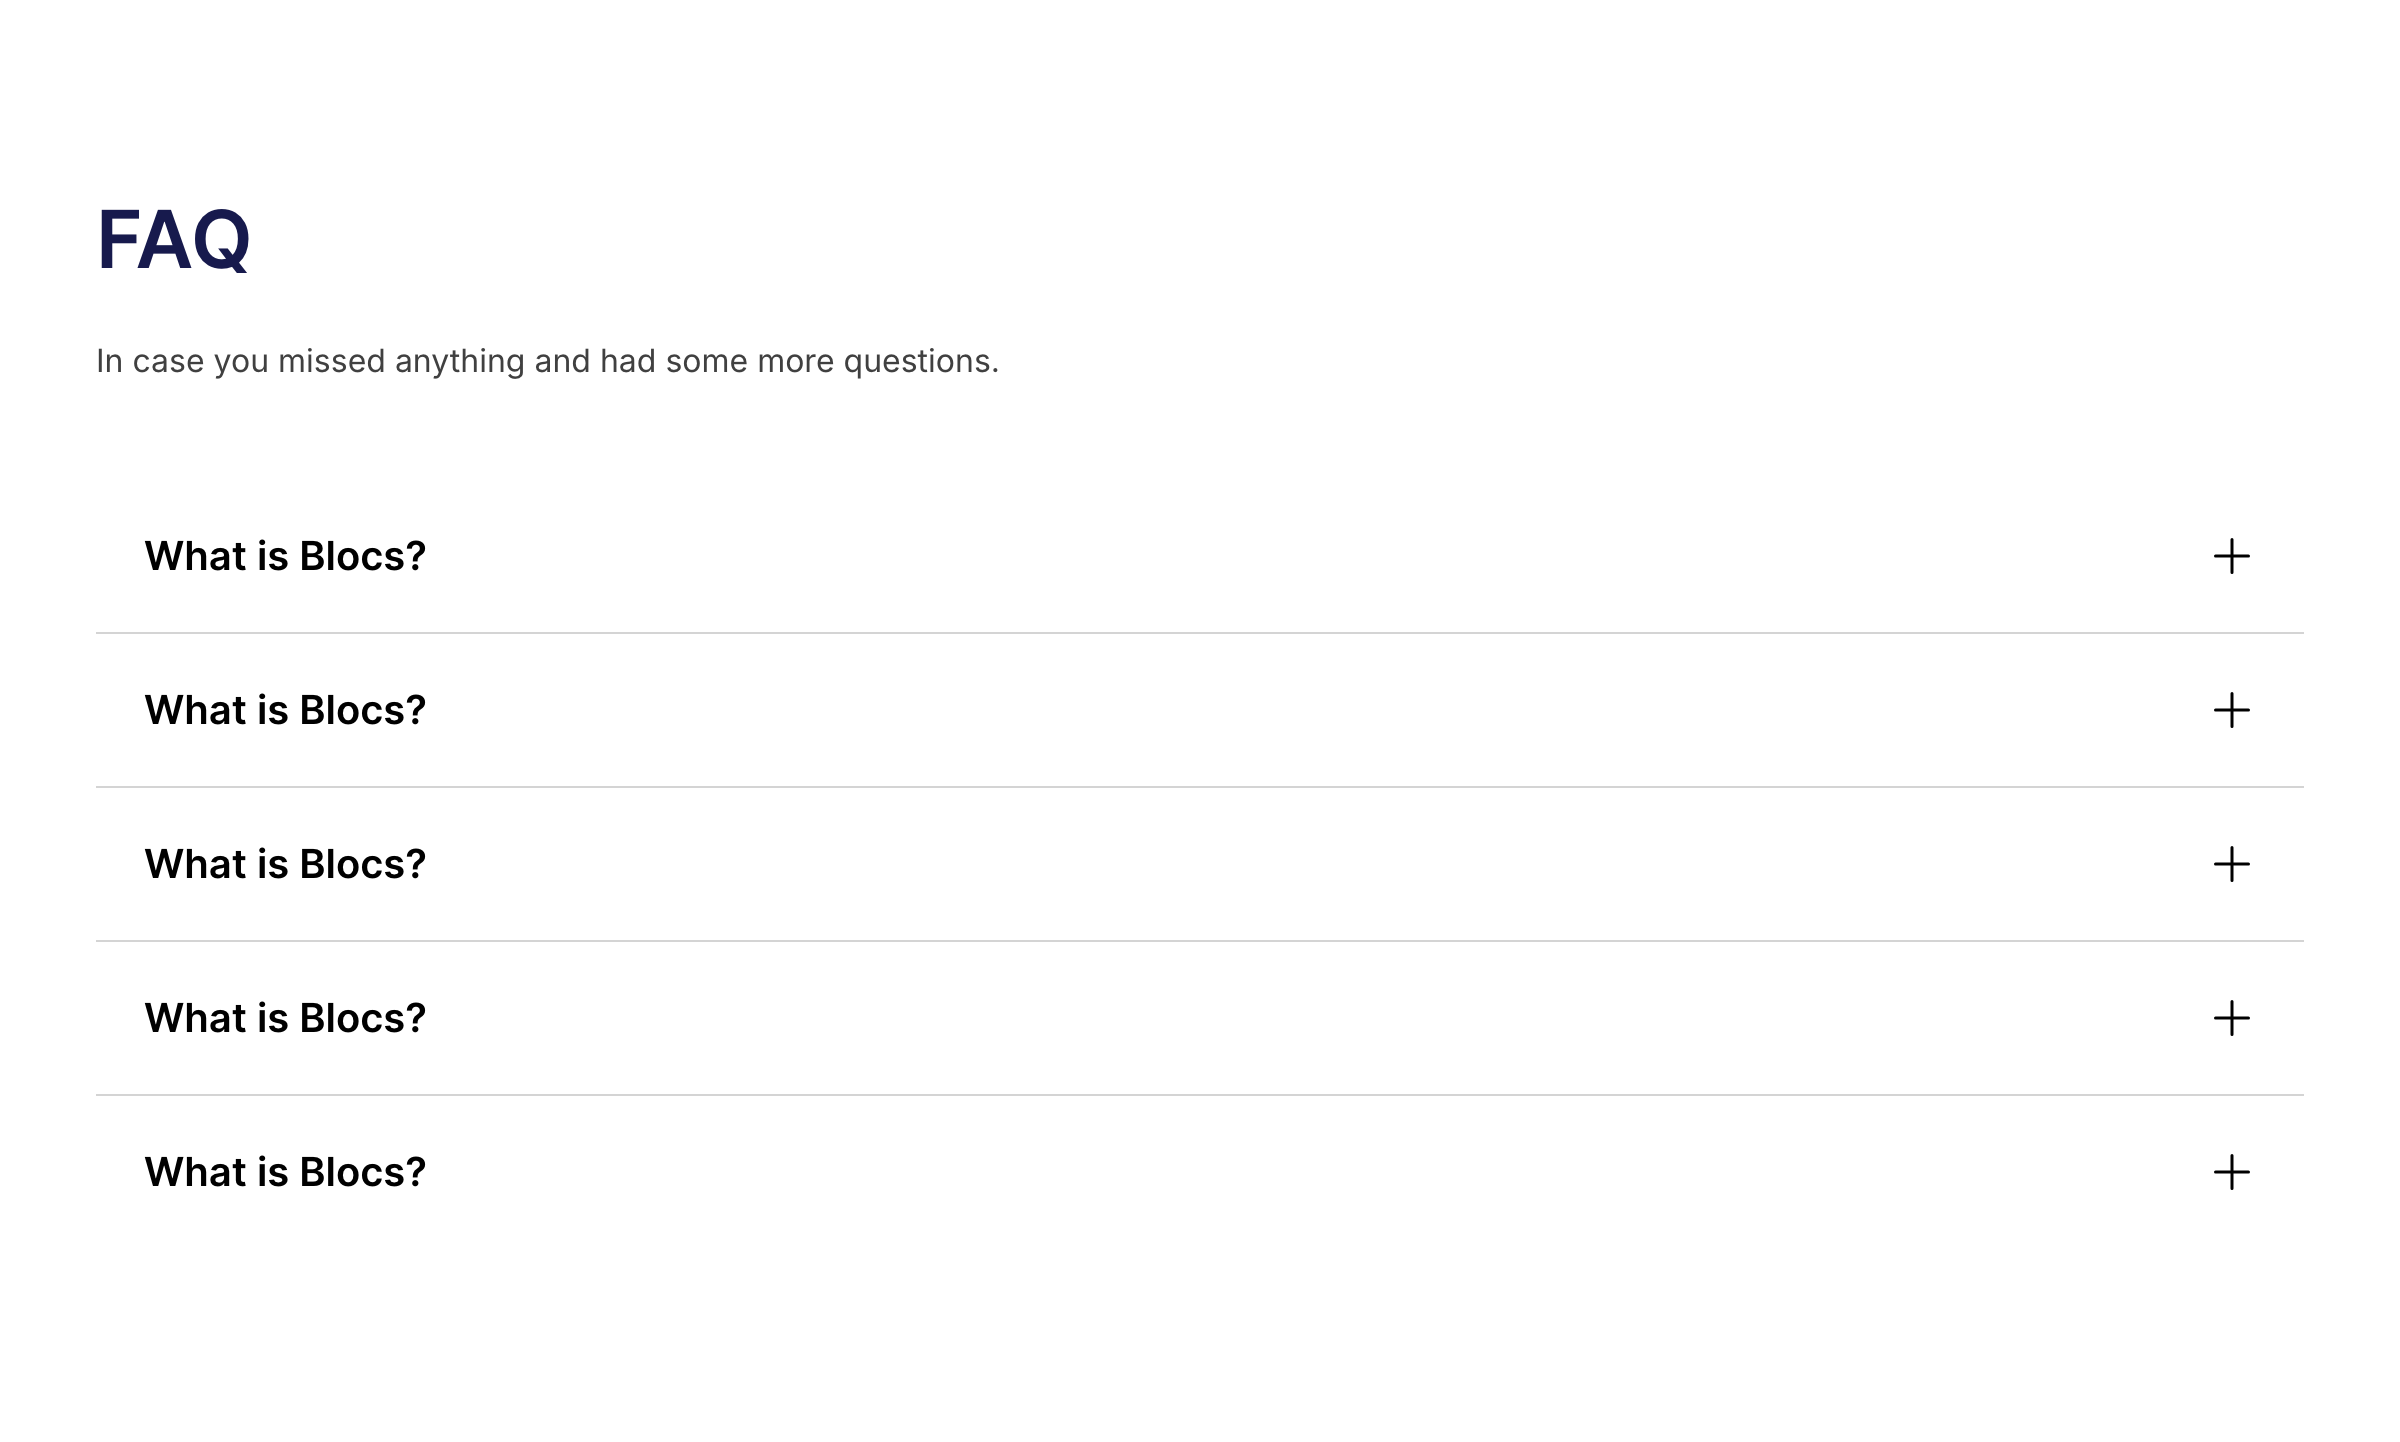 FAQ
In case you missed anything and had some more questions.
What is Blocs?
What is Blocs?
What is Blocs?
What is Blocs?
What is Blocs?